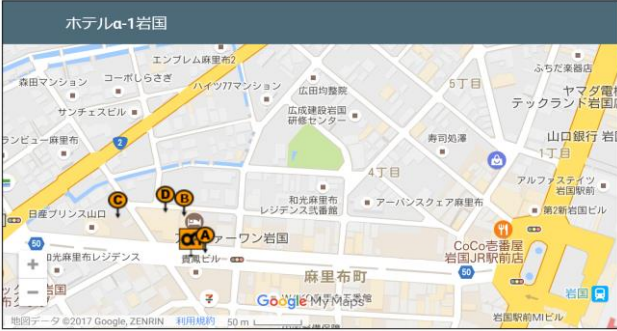 ホテルα-1岩国
エンブレム麻里布2
ふちだ楽器店
森田マンション
コーポしらさぎ
ハイツ77マンション
広田均整院
5丁目
ヤマダ電機
テックランド岩国店
サンチェスビル
広成建設岩国
研修センター
2
寿司処澤
山口銀行 岩
1丁目
ランビュー麻里布
4丁目
アルファステイツ
岩国駅前
C
D
B
和光麻里布
レジデンス弐番館
アーバンスクェア麻里布
第2新岩国ビル
日産プリンス山口
α
A
ァーワン岩国
CoCo壱番屋
岩国JR駅前店
50
光麻里布レジデンス
貴鳳ビル
50
麻里布町
+
−
Google My Maps
岩国
地図データ ©2017 Google, ZENRIN
利用規約
50 m
岩国駅前MIビル